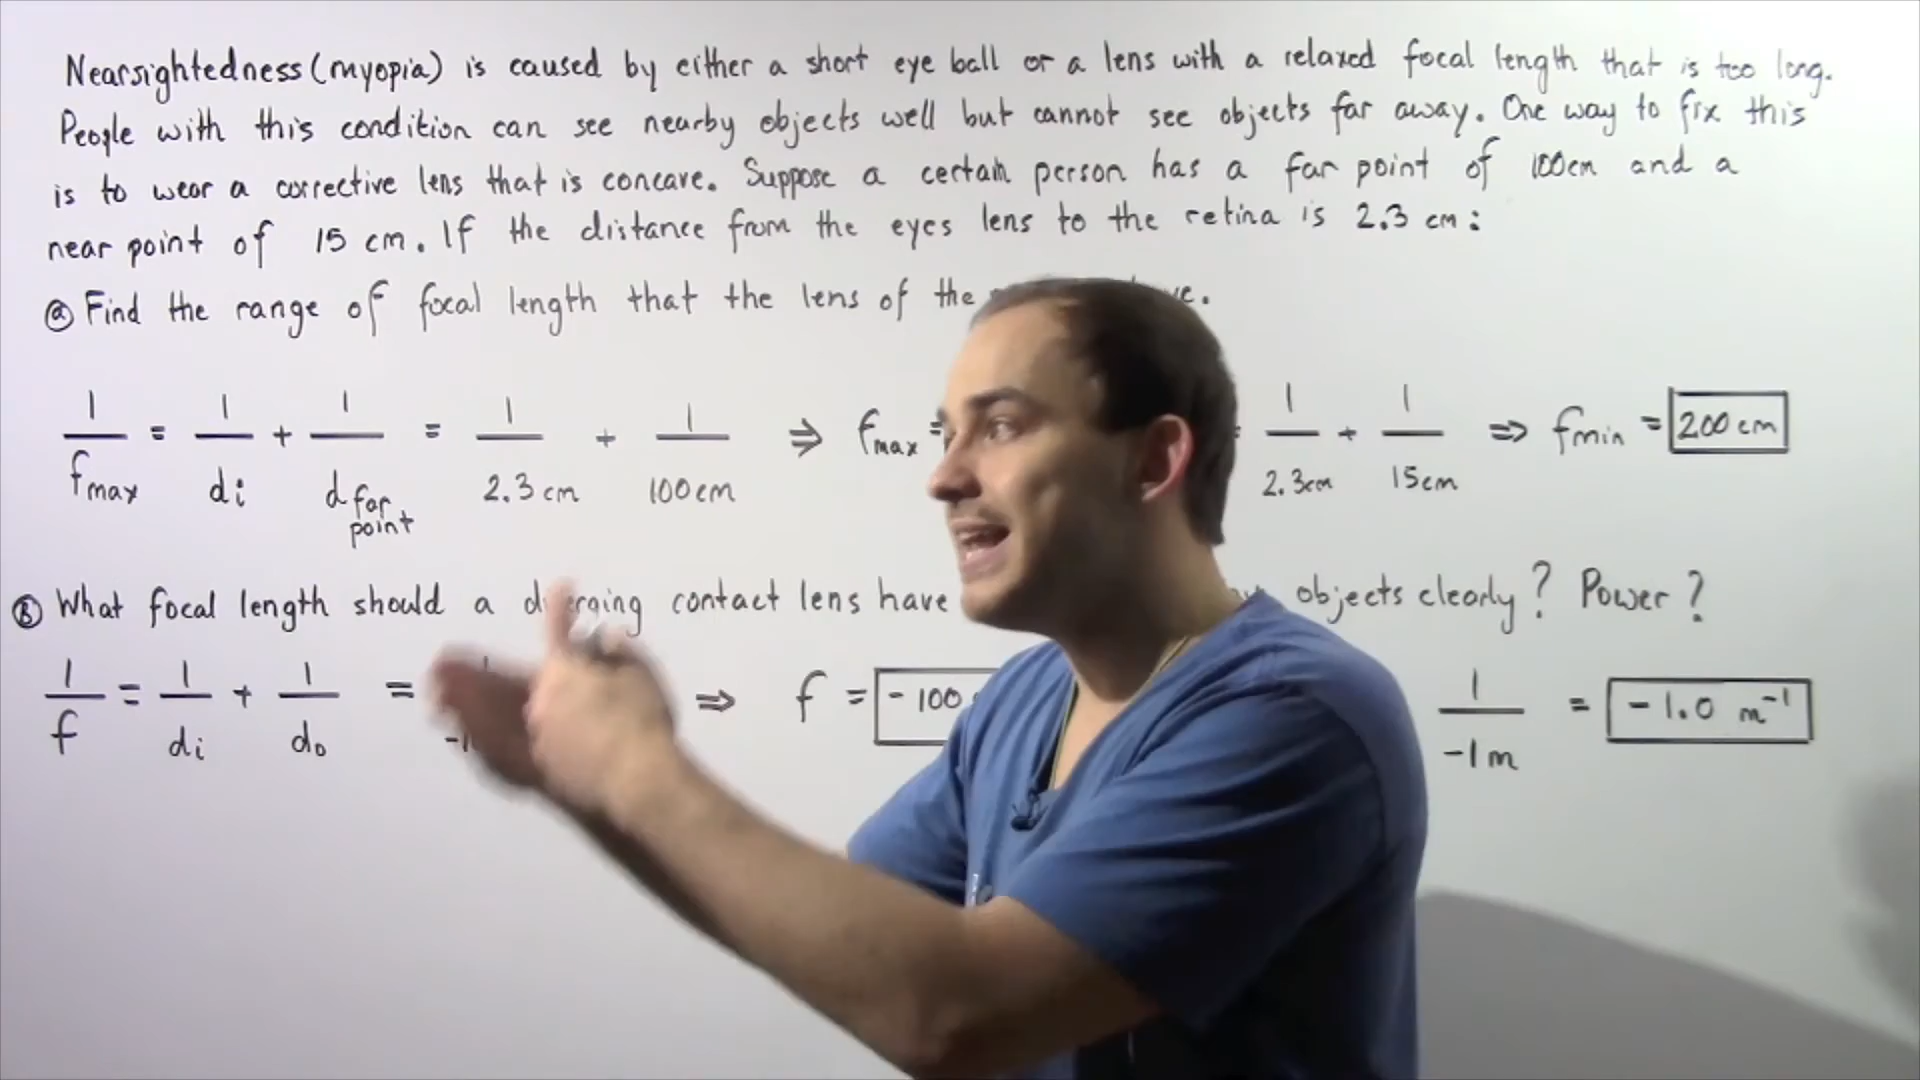 Nearsightedness (myopia) is caused by either a short eye ball or a lens with a relaxed focal length that is too long.
People with this condition can see nearby objects well but cannot see objects far away. One way to fix this
is to wear a corrective lens that is concave. Suppose a certain person has a far point of 100cm and a
near point of 15 cm. If the distance from the eyes lens to the retina is 2.3 cm:
ⓐ Find the range of focal length that the lens of the
1/fmax = 1/di + 1/dfar point = 1/2.3 cm + 1/100cm ⇒ fmax = 1/2.3cm + 1/15cm ⇒ fmin = 200 cm
Ⓑ What focal length should a diverging contact lens have objects clearly? Power?
1/f = 1/di + 1/do = ⇒ f = -100 1/-1m = -1.0 m⁻¹